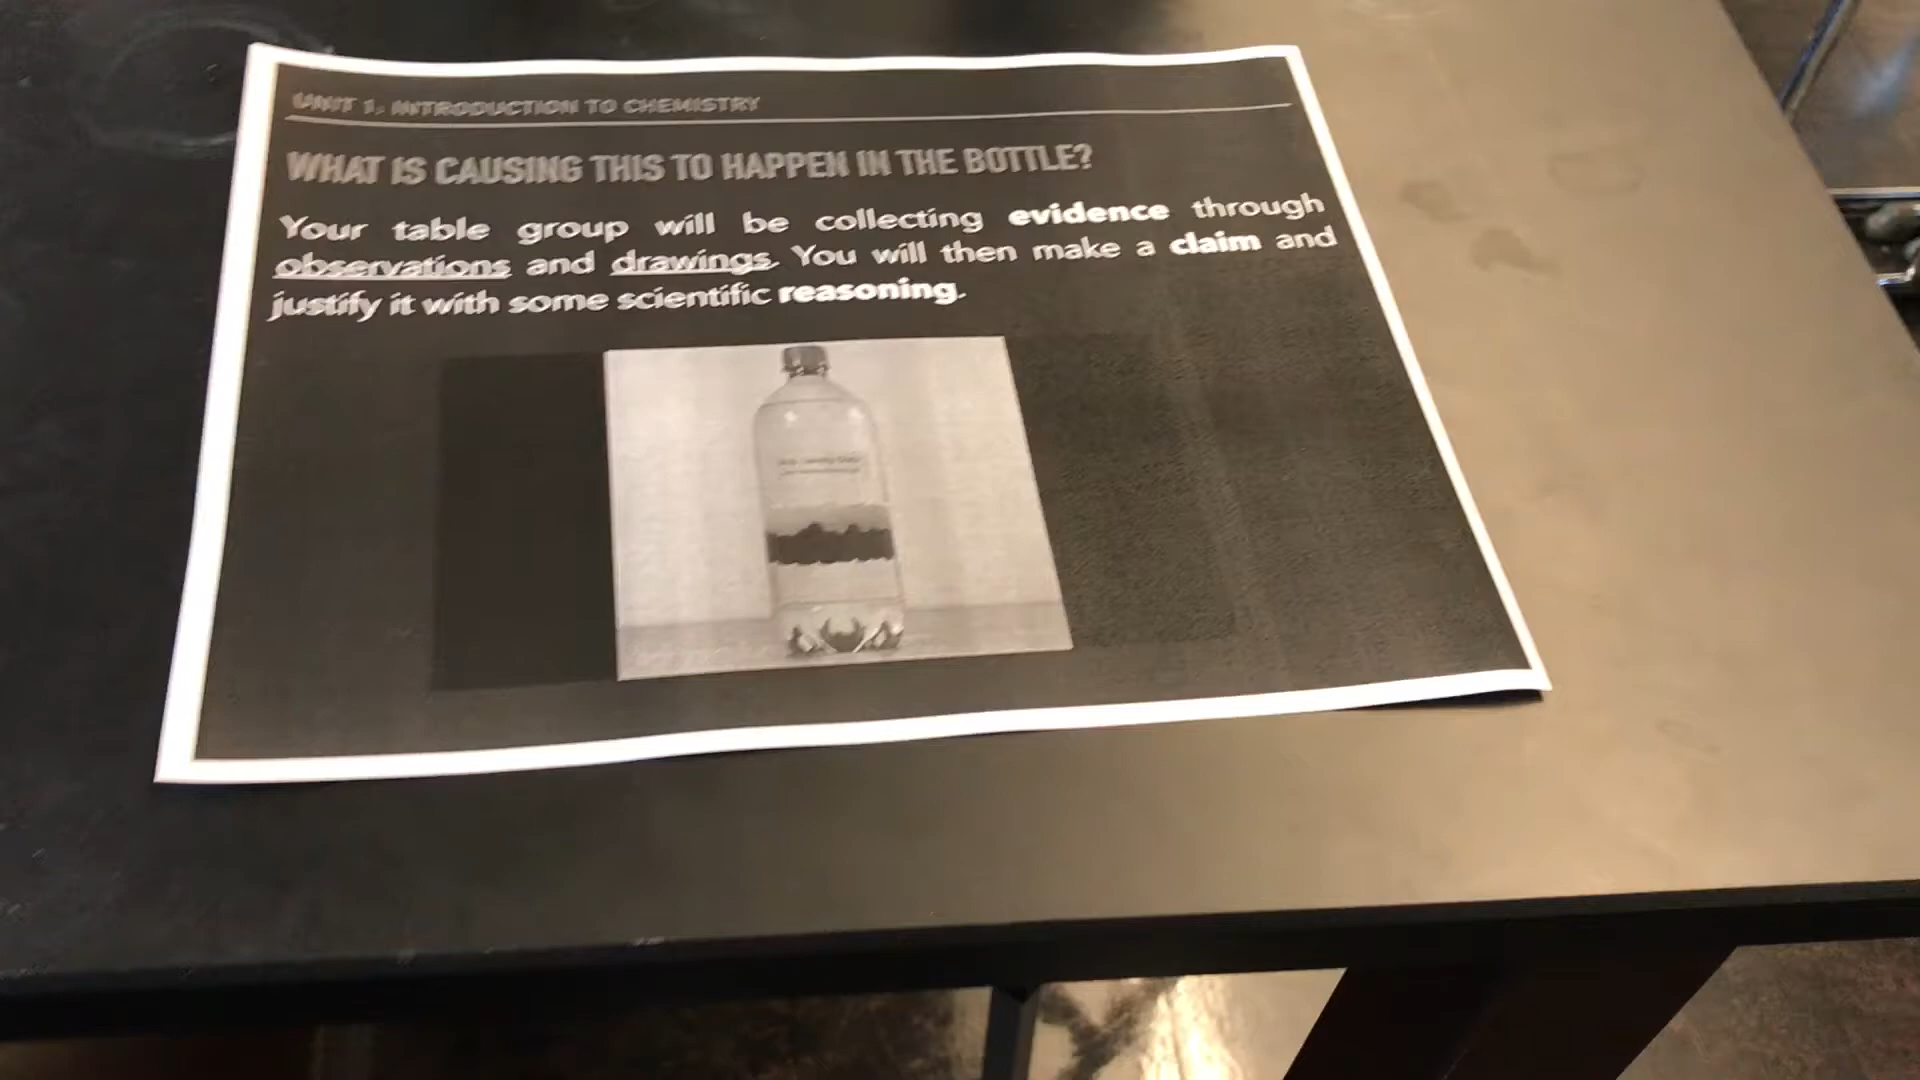 UNIT 1: INTRODUCTION TO CHEMISTRY
WHAT IS CAUSING THIS TO HAPPEN IN THE BOTTLE?
Your table group will be collecting evidence through
observations and drawings. You will then make a claim and
justify it with some scientific reasoning.